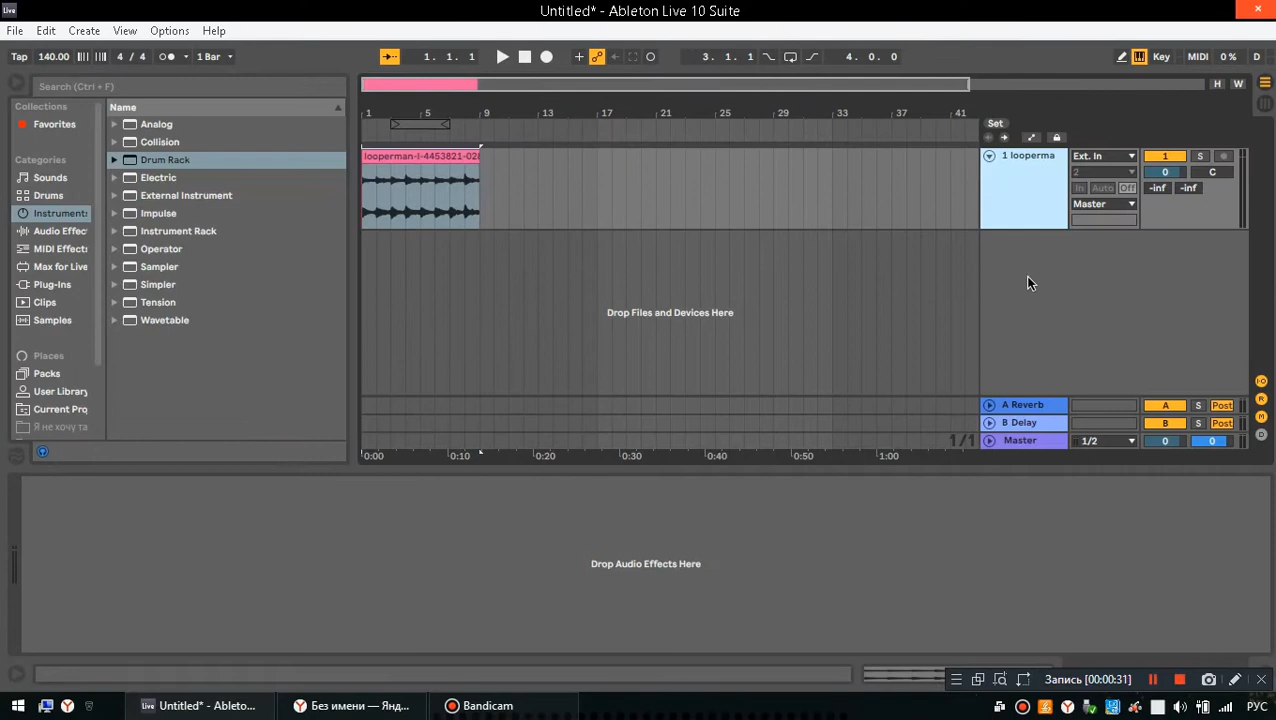 Live
Untitled* - Ableton Live 10 Suite
File Edit Create View Options Help
Tap 140.00 4 / 4 1 Bar 1. 1. 1 3. 1. 1 4. 0. 0 Key MIDI 0 % D
Search (Ctrl + F)
H W
Collections
Favorites
Categories
Sounds
Drums
Instruments
Audio Effec
MIDI Effects
Max for Live
Plug-Ins
Clips
Samples
Places
Packs
User Library
Current Pro
Я не хочу та
Name
Analog
Collision
Drum Rack
Electric
External Instrument
Impulse
Instrument Rack
Operator
Sampler
Simpler
Tension
Wavetable
1 5 9 13 17 21 25 29 33 37 41
Set
looperman-l-4453821-028
1 looperma Ext. In 1 S
2 0 C
In Auto Off -inf -inf
Master
Drop Files and Devices Here
A Reverb A S Post
B Delay B S Post
1/1 Master 1/2 0 0
0:00 0:10 0:20 0:30 0:40 0:50 1:00
Drop Audio Effects Here
Запись [00:00:31]
Live Untitled* - Ableto... Без имени — Янд... Bandicam РУС